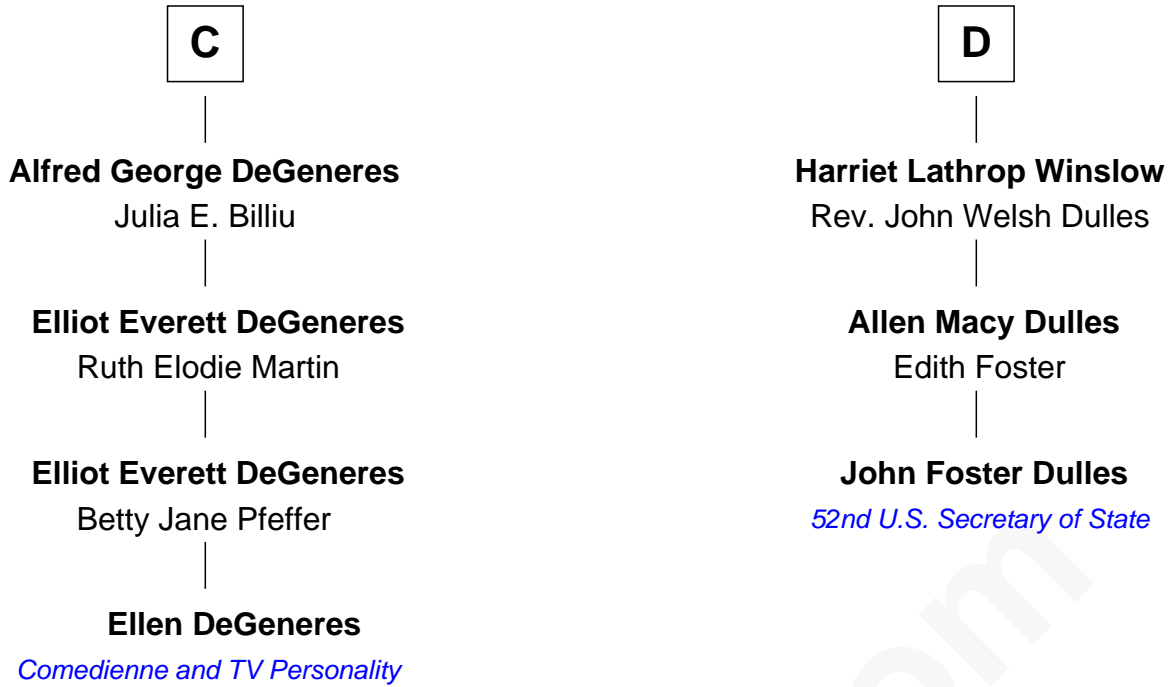 C
Alfred George DeGeneres
Julia E. Billiu
Elliot Everett DeGeneres
Ruth Elodie Martin
Elliot Everett DeGeneres
Betty Jane Pfeffer
Ellen DeGeneres
Comedienne and TV Personality
D
Harriet Lathrop Winslow
Rev. John Welsh Dulles
Allen Macy Dulles
Edith Foster
John Foster Dulles
52nd U.S. Secretary of State
om